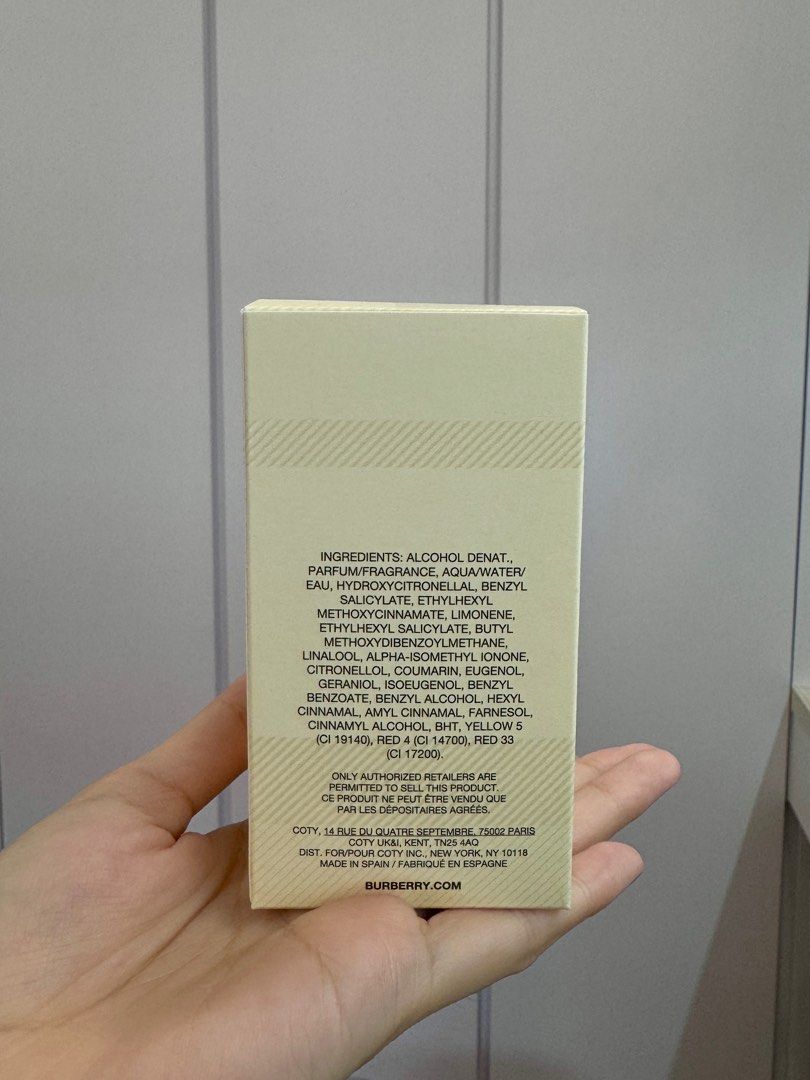 INGREDIENTS: ALCOHOL DENAT.,
PARFUM/FRAGRANCE, AQUA/WATER/
EAU, HYDROXYCITRONELLAL, BENZYL
SALICYLATE, ETHYLHEXYL
METHOXYCINNAMATE, LIMONENE,
ETHYLHEXYL SALICYLATE, BUTYL
METHOXYDIBENZOYLMETHANE,
LINALOOL, ALPHA-ISOMETHYL IONONE,
CITRONELLOL, COUMARIN, EUGENOL,
GERANIOL, ISOEUGENOL, BENZYL
BENZOATE, BENZYL ALCOHOL, HEXYL
CINNAMAL, AMYL CINNAMAL, FARNESOL,
CINNAMYL ALCOHOL, BHT, YELLOW 5
(CI 19140), RED 4 (CI 14700), RED 33
(CI 17200).
ONLY AUTHORIZED RETAILERS ARE
PERMITTED TO SELL THIS PRODUCT.
CE PRODUIT NE PEUT ÊTRE VENDU QUE
PAR LES DÉPOSITAIRES AGRÉÉS.
COTY, 14 RUE DU QUATRE SEPTEMBRE, 75002 PARIS
COTY UK&I, KENT, TN25 4AQ
DIST. FOR/POUR COTY INC., NEW YORK, NY 10118
MADE IN SPAIN / FABRIQUÉ EN ESPAGNE
BURBERRY.COM